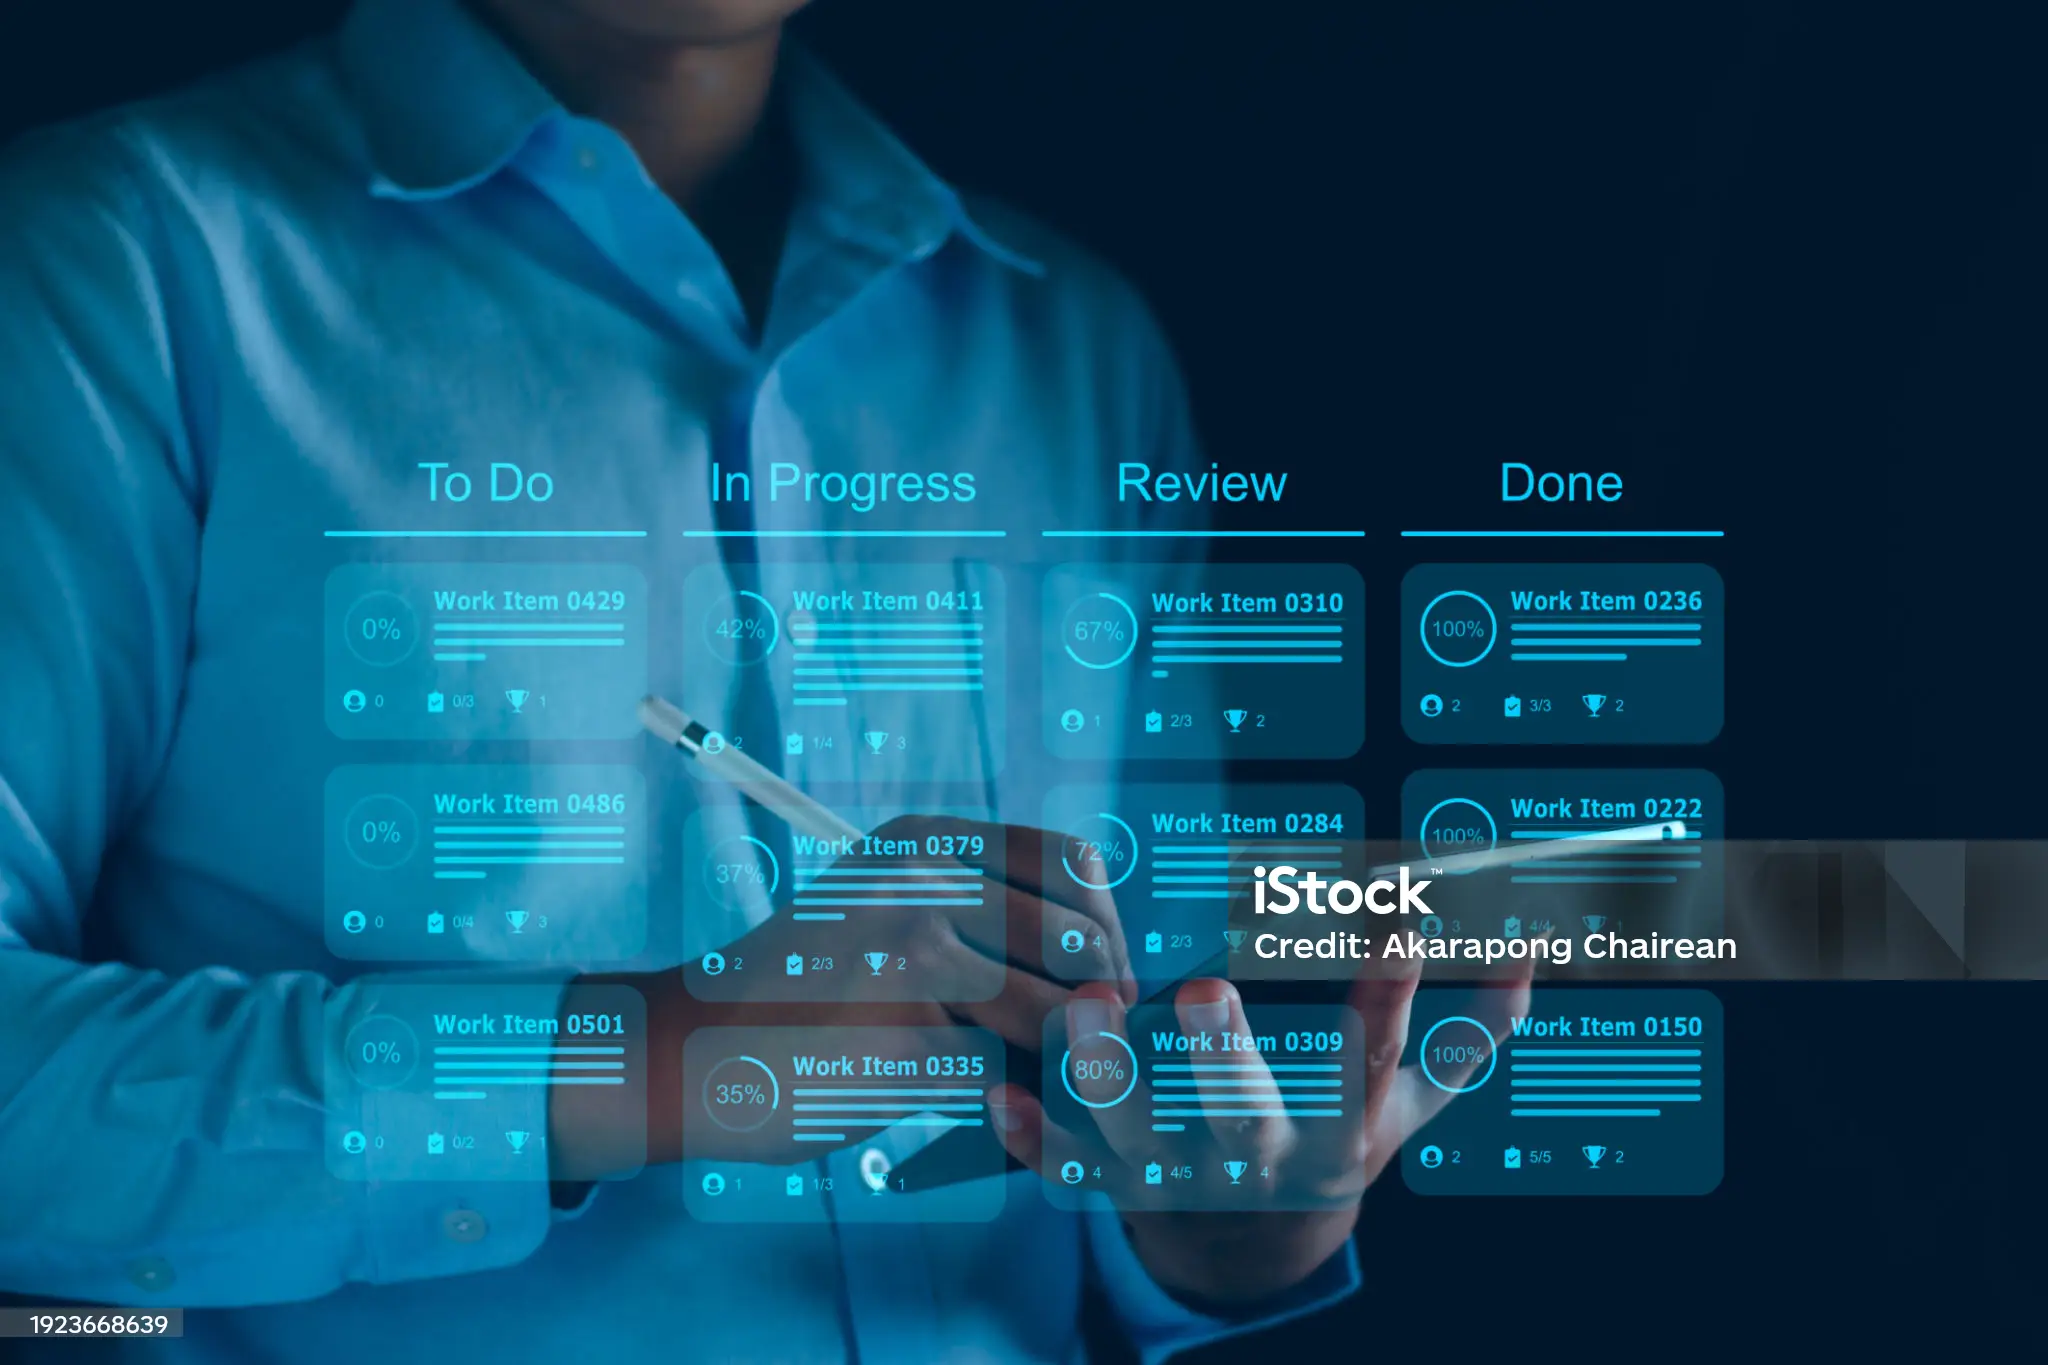 To Do
In Progress
Review
Done
Work Item 0429
0%
0
0/3
1
Work Item 0486
0%
0
0/4
3
Work Item 0501
0%
0
0/2
1
Work Item 0411
42%
2
1/4
3
Work Item 0379
37%
2
2/3
2
Work Item 0335
35%
1
1/3
1
Work Item 0310
67%
1
2/3
2
Work Item 0284
72%
4
2/3
Work Item 0309
80%
4
4/5
4
Work Item 0236
100%
2
3/3
2
Work Item 0222
100%
3
4/4
1
Work Item 0150
100%
2
5/5
2
iStock™
Credit: Akarapong Chairean
1923668639